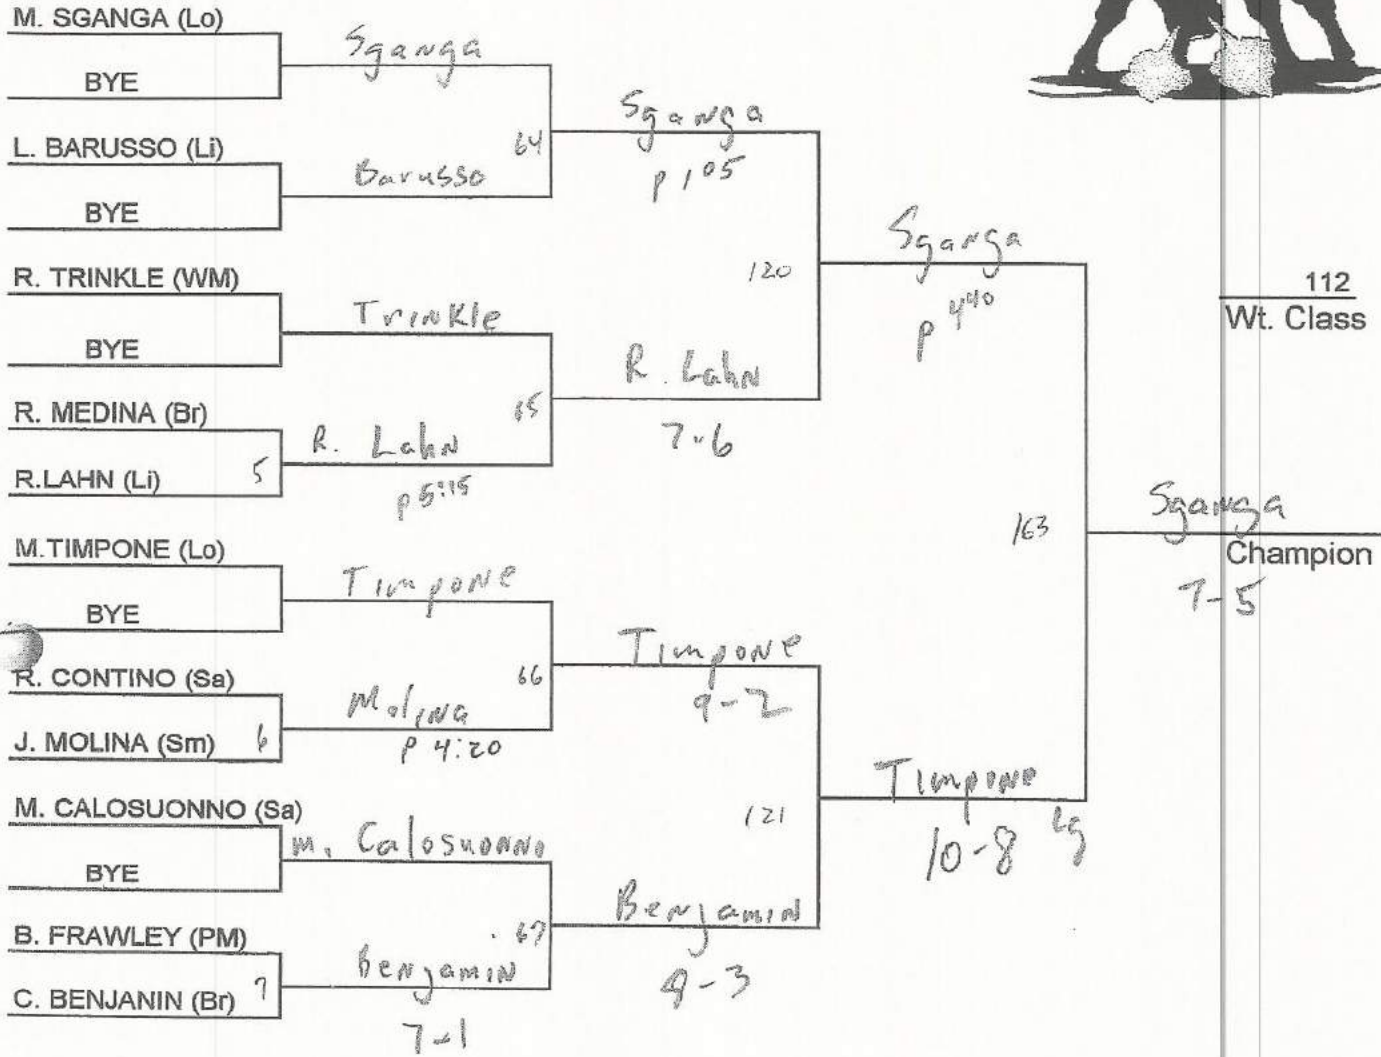 M. SGANGA (Lo)
Sganga
BYE
64
Sganga
p 1 05
L. BARUSSO (Li)
Barusso
BYE
120
Sganga
p 4 40
R. TRINKLE (WM)
Trinkle
BYE
65
R. Lahn
7-6
R. MEDINA (Br)
R. Lahn
p 5:15
R.LAHN (Li) 5
112
Wt. Class
163
Sganga
Champion
7-5
M.TIMPONE (Lo)
Timpone
BYE
66
Timpone
9-2
R. CONTINO (Sa)
Molina
p 4:20
J. MOLINA (Sm) 6
121
Timpone
10-8
M. CALOSUONNO (Sa)
m. Calosuonno
BYE
67
Benjamin
9-3
B. FRAWLEY (PM)
Benjamin
7-1
C. BENJANIN (Br) 7